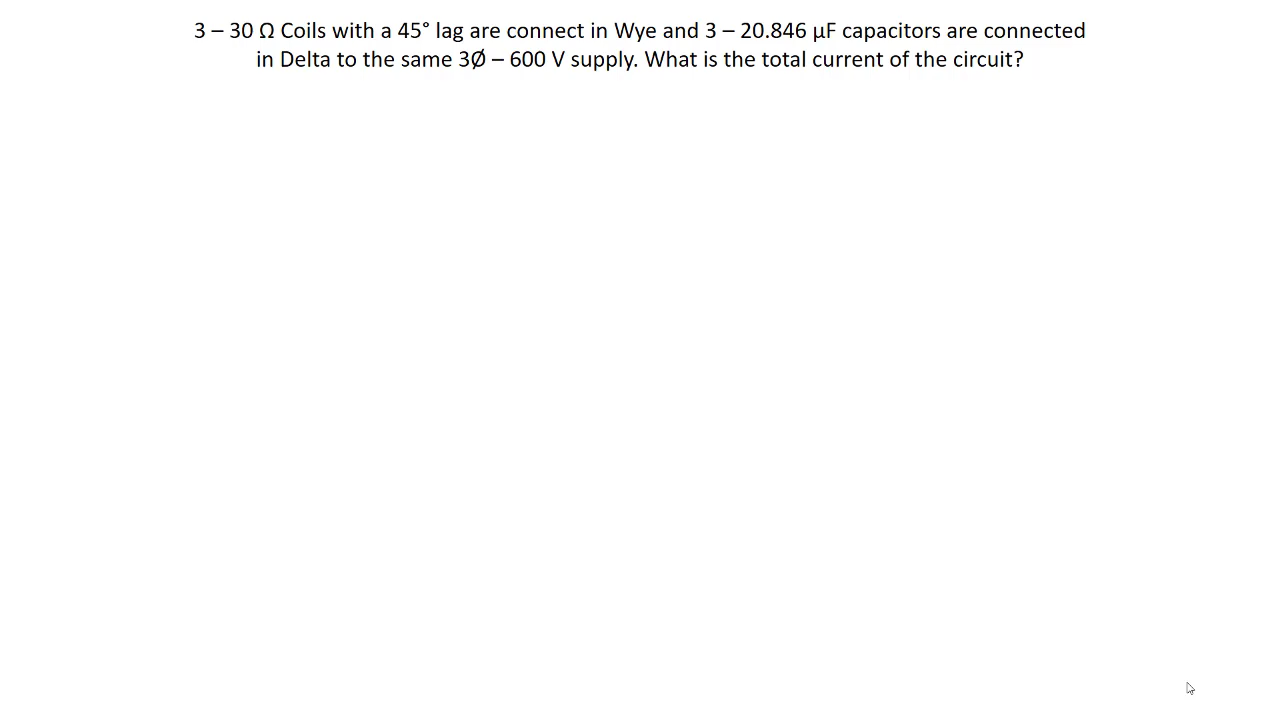 3 – 30 Ω Coils with a 45° lag are connect in Wye and 3 – 20.846 µF capacitors are connected
in Delta to the same 3Ø – 600 V supply. What is the total current of the circuit?